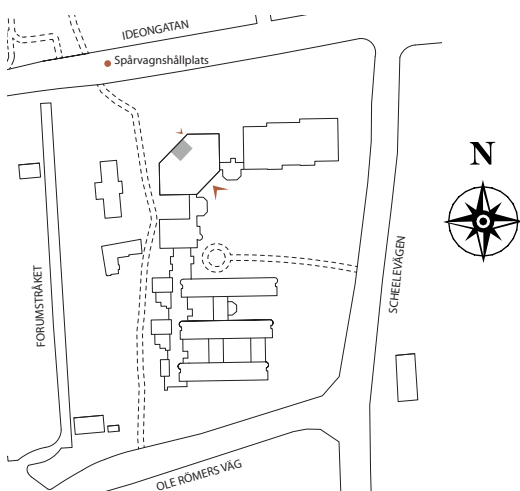 IDEONGATAN
Spårvagnshållplats
N
FORUMSTRÅKET
SCHEELEVÄGEN
OLE RÖMERS VÄG